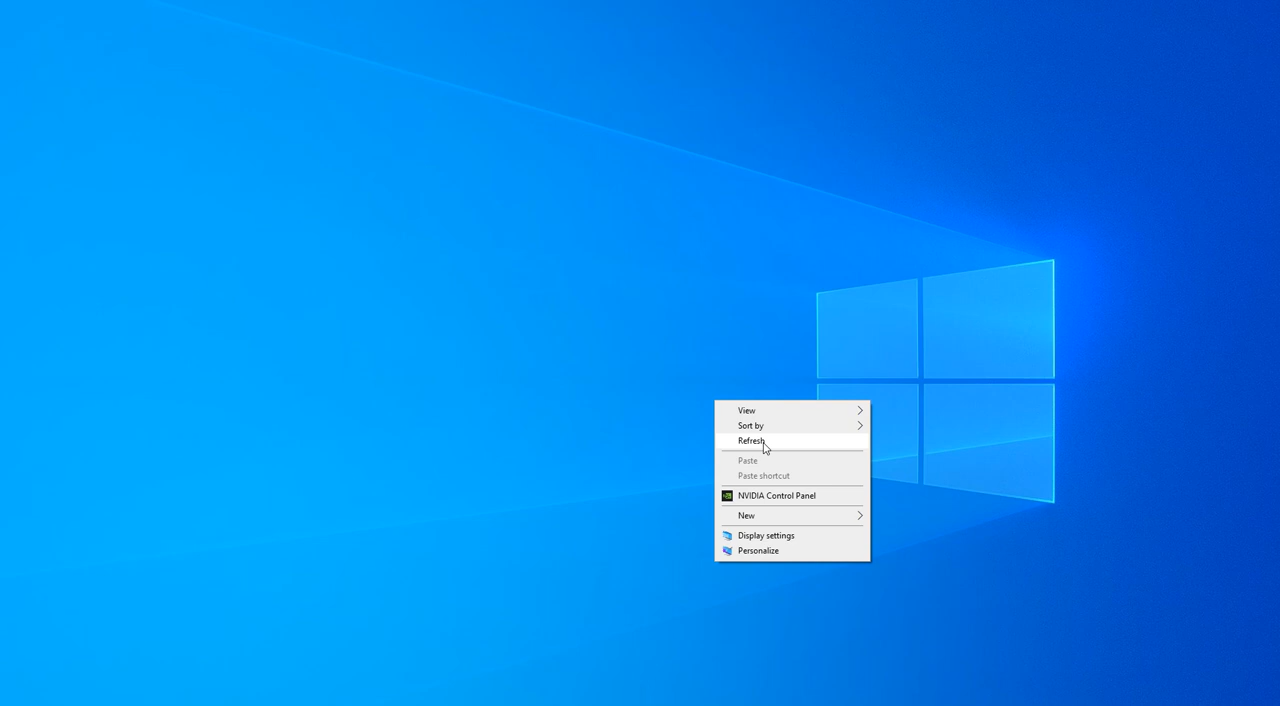 View
Sort by
Refresh
Paste
Paste shortcut
NVIDIA Control Panel
New
Display settings
Personalize